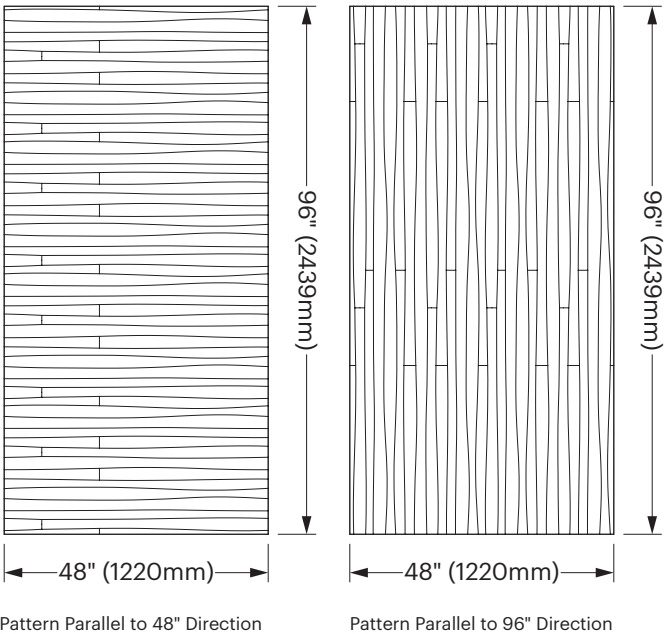 96" (2439mm)
96" (2439mm)
48" (1220mm)
48" (1220mm)
Pattern Parallel to 48" Direction
Pattern Parallel to 96" Direction